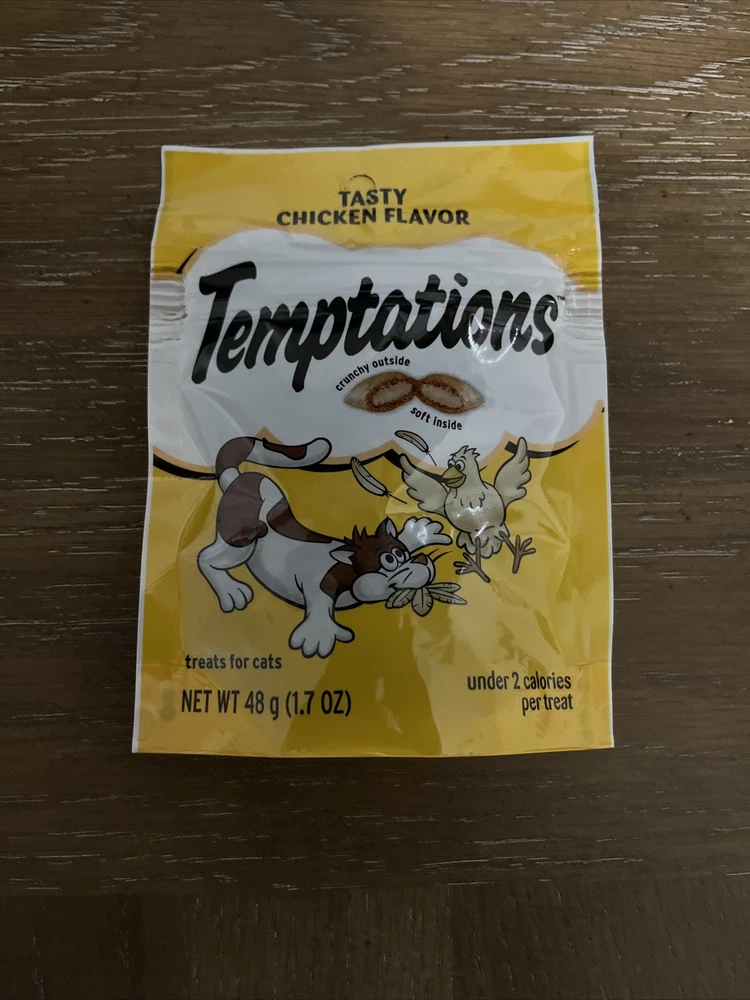 TASTY
CHICKEN FLAVOR
Temptations™
crunchy outside
soft inside
treats for cats
NET WT 48 g (1.7 OZ)
under 2 calories
per treat